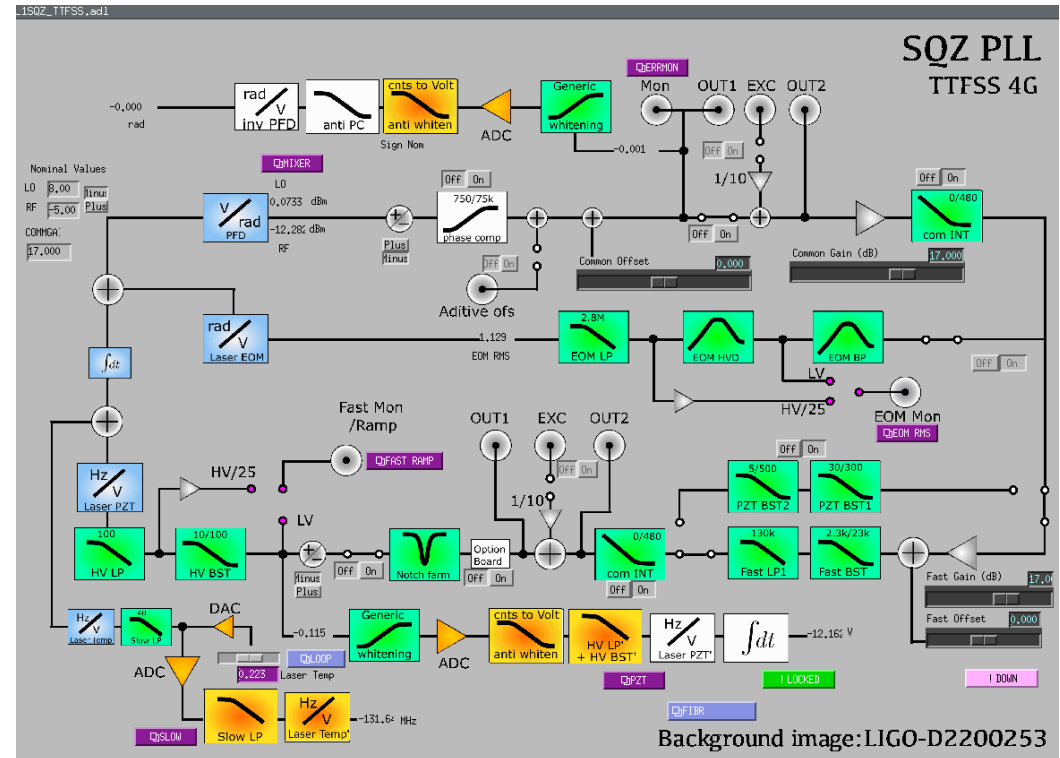 _L1SQZ_TTFSS.adl
SQZ PLL
TTFSS 4G
ERRMON
Mon OUT1 EXC OUT2
rad
V
inv PFD
anti PC
cnts to Volt
anti whiten
ADC
Generic
whitening
-0.000
rad
Sign Nom
-0.001
Off On
1/10
Nominal Values
LO 8.00 Minus
RF -5.00 Plus
COMMGA:
17.000
MIXER
LO
0.0733 dBm
V
rad
PFD
RF
Plus
Minus
Off On
750/75k
phase comp
Off On
Aditive ofs
Common Offset 0.000
Off On
Off On
0/480
com INT
Common Gain (dB) 17.000
rad
V
Laser EOM
1.129
EOM RMS
2.8M
EOM LP
EOM HVD
EOM BP
Off On
LV
HV/25
EOM Mon
EOM RMS
∫dt
Fast Mon
/Ramp
FAST RAMP
OUT1 EXC OUT2
Off On
1/10
HV/25
LV
Hz
V
Laser PZT
100
HV LP
10/100
HV BST
Minus
Plus
Off On
Notch farm
Option
Board
Off On
0/480
com INT
Off On
Off On
5/500
PZT BST2
30/300
PZT BST1
130k
Fast LP1
2.3k/23k
Fast BST
Fast Gain (dB) 17.0
Fast Offset 0.000
Hz
V
Laser Temp
40
Slow LP
DAC
ADC
0.223 Laser Temp
LOOP
-0.115
Generic
whitening
ADC
cnts to Volt
anti whiten
HV LP'
+ HV BST'
Hz
V
Laser PZT'
∫dt
V
PZT
! LOCKED
! DOWN
FIBR
SLOW
Slow LP
Hz
V
Laser Temp'
-131.64 MHz
Background image:LIGO-D2200253